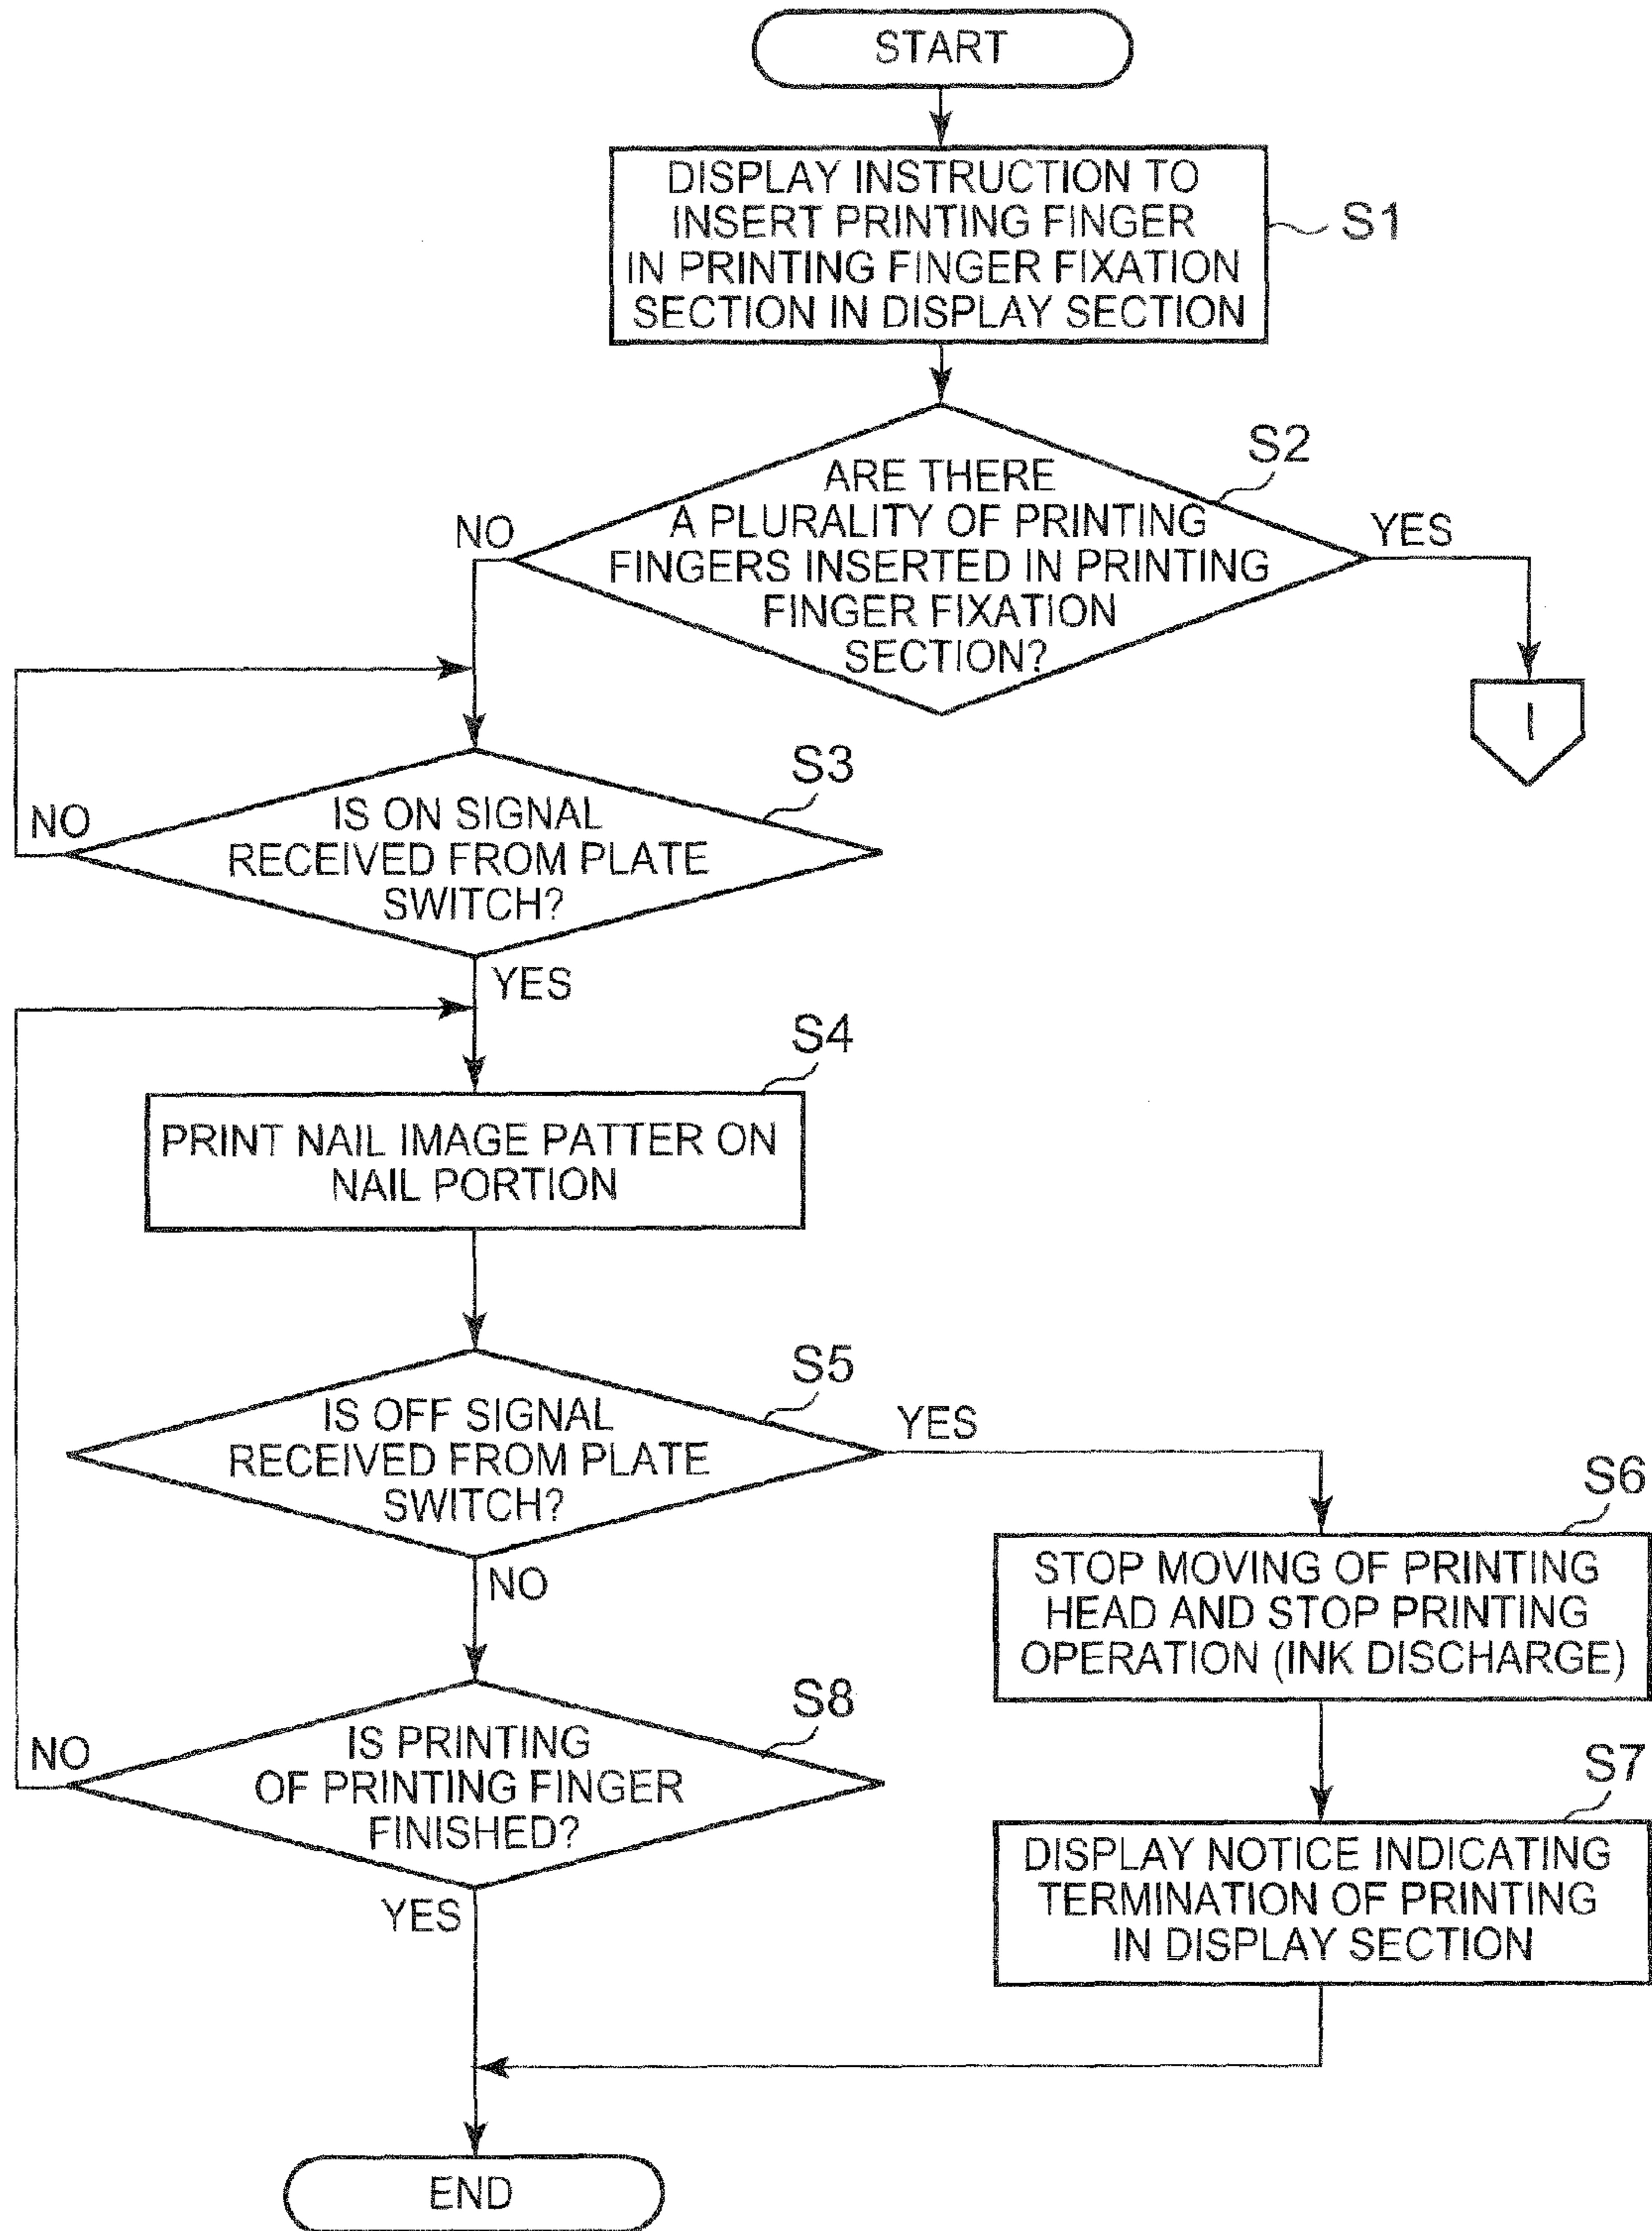 START
DISPLAY INSTRUCTION TO
INSERT PRINTING FINGER
IN PRINTING FINGER FIXATION
SECTION IN DISPLAY SECTION
S1
S2
ARE THERE
A PLURALITY OF PRINTING
FINGERS INSERTED IN PRINTING
FINGER FIXATION
SECTION?
NO
YES
I
S3
IS ON SIGNAL
RECEIVED FROM PLATE
SWITCH?
NO
YES
S4
PRINT NAIL IMAGE PATTER ON
NAIL PORTION
S5
IS OFF SIGNAL
RECEIVED FROM PLATE
SWITCH?
YES
NO
S6
STOP MOVING OF PRINTING
HEAD AND STOP PRINTING
OPERATION (INK DISCHARGE)
S8
IS PRINTING
OF PRINTING FINGER
FINISHED?
NO
YES
S7
DISPLAY NOTICE INDICATING
TERMINATION OF PRINTING
IN DISPLAY SECTION
END